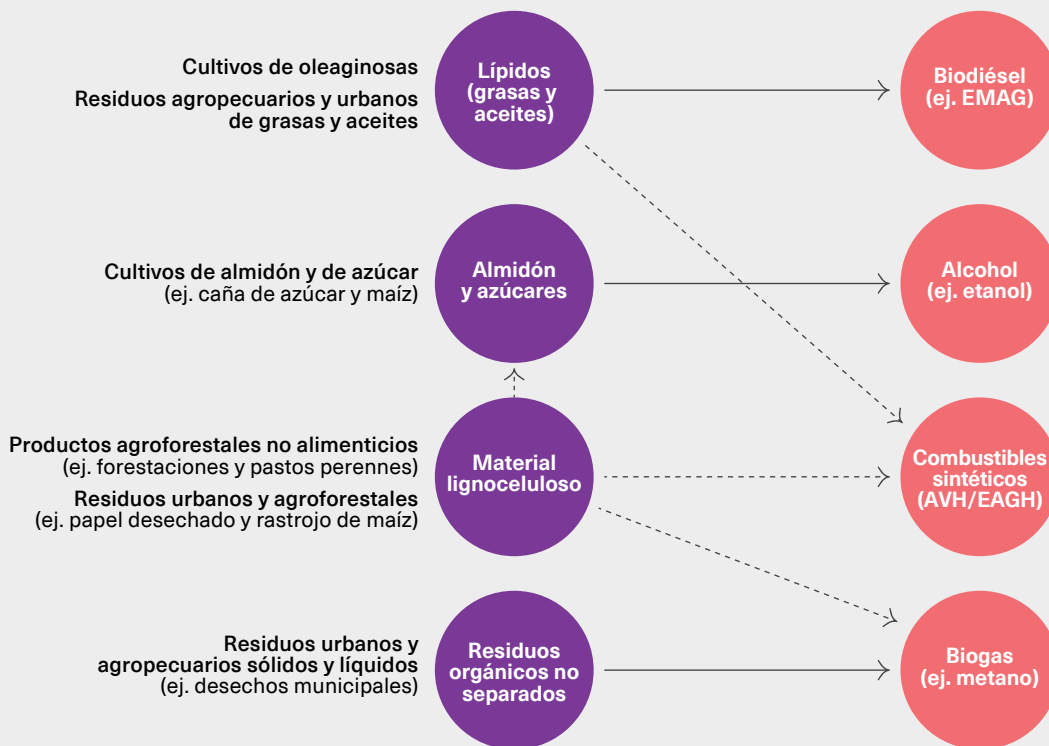 Cultivos de oleaginosas
Residuos agropecuarios y urbanos
de grasas y aceites
Lípidos
(grasas y
aceites)
Biodiésel
(ej. EMAG)
Cultivos de almidón y de azúcar
(ej. caña de azúcar y maíz)
Almidón
y azúcares
Alcohol
(ej. etanol)
Productos agroforestales no alimenticios
(ej. forestaciones y pastos perennes)
Residuos urbanos y agroforestales
(ej. papel desechado y rastrojo de maíz)
Material
lignoceluloso
Combustibles
sintéticos
(AVH/EAGH)
Residuos urbanos y
agropecuarios sólidos y líquidos
(ej. desechos municipales)
Residuos
orgánicos no
separados
Biogas
(ej. metano)